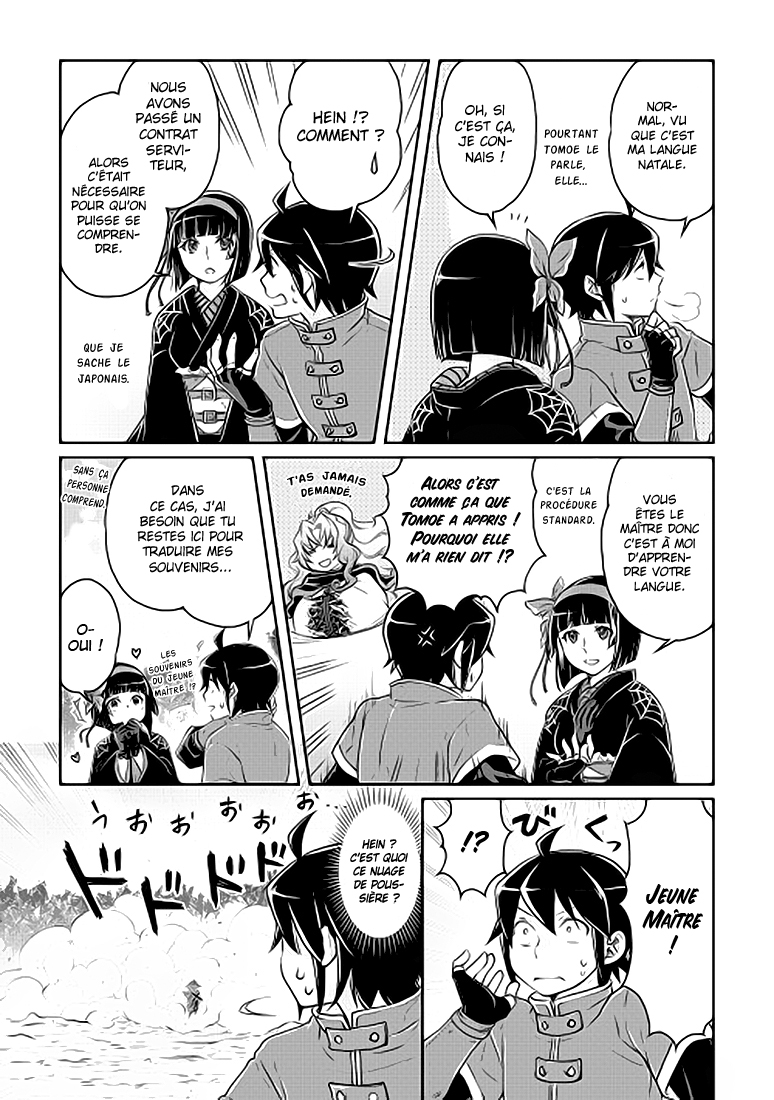 NOR-
MAL, VU
QUE C'EST
MA LANGUE
NATALE.
POURTANT
TOMOE LE
PARLE,
ELLE...
OH, SI
C'EST ÇA,
JE CON-
NAIS !
HEIN !?
COMMENT ?
NOUS
AVONS
PASSÉ UN
CONTRAT
SERVI-
TEUR,
ALORS
C'ÉTAIT
NÉCESSAIRE
POUR QU'ON
PUISSE SE
COMPREN-
DRE.
QUE JE
SACHE LE
JAPONAIS.
VOUS
ÊTES LE
MAÎTRE DONC
C'EST À MOI
D'APPREN-
DRE VOTRE
LANGUE.
C'EST LA
PROCÉDURE
STANDARD.
ALORS C'EST
COMME ÇA QUE
TOMOE A APPRIS !
POURQUOI ELLE
M'A RIEN DIT !?
T'AS JAMAIS
DEMANDÉ.
DANS
CE CAS, J'AI
BESOIN QUE TU
RESTES ICI POUR
TRADUIRE MES
SOUVENIRS...
SANS ÇA
PERSONNE
COMPREND.
LES
SOUVENIRS
DU JEUNE
MAÎTRE !?
O-
OUI !
JEUNE
MAÎTRE
!
びくっ
!?
HEIN ?
C'EST QUOI
CE NUAGE
DE POUS-
SIÈRE ?
うおおおお
ドドドド